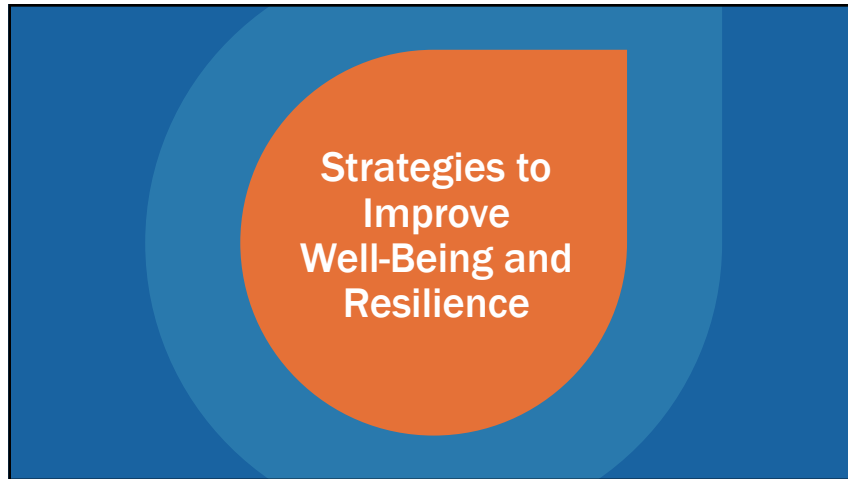 Strategies to
Improve
Well-Being and
Resilience